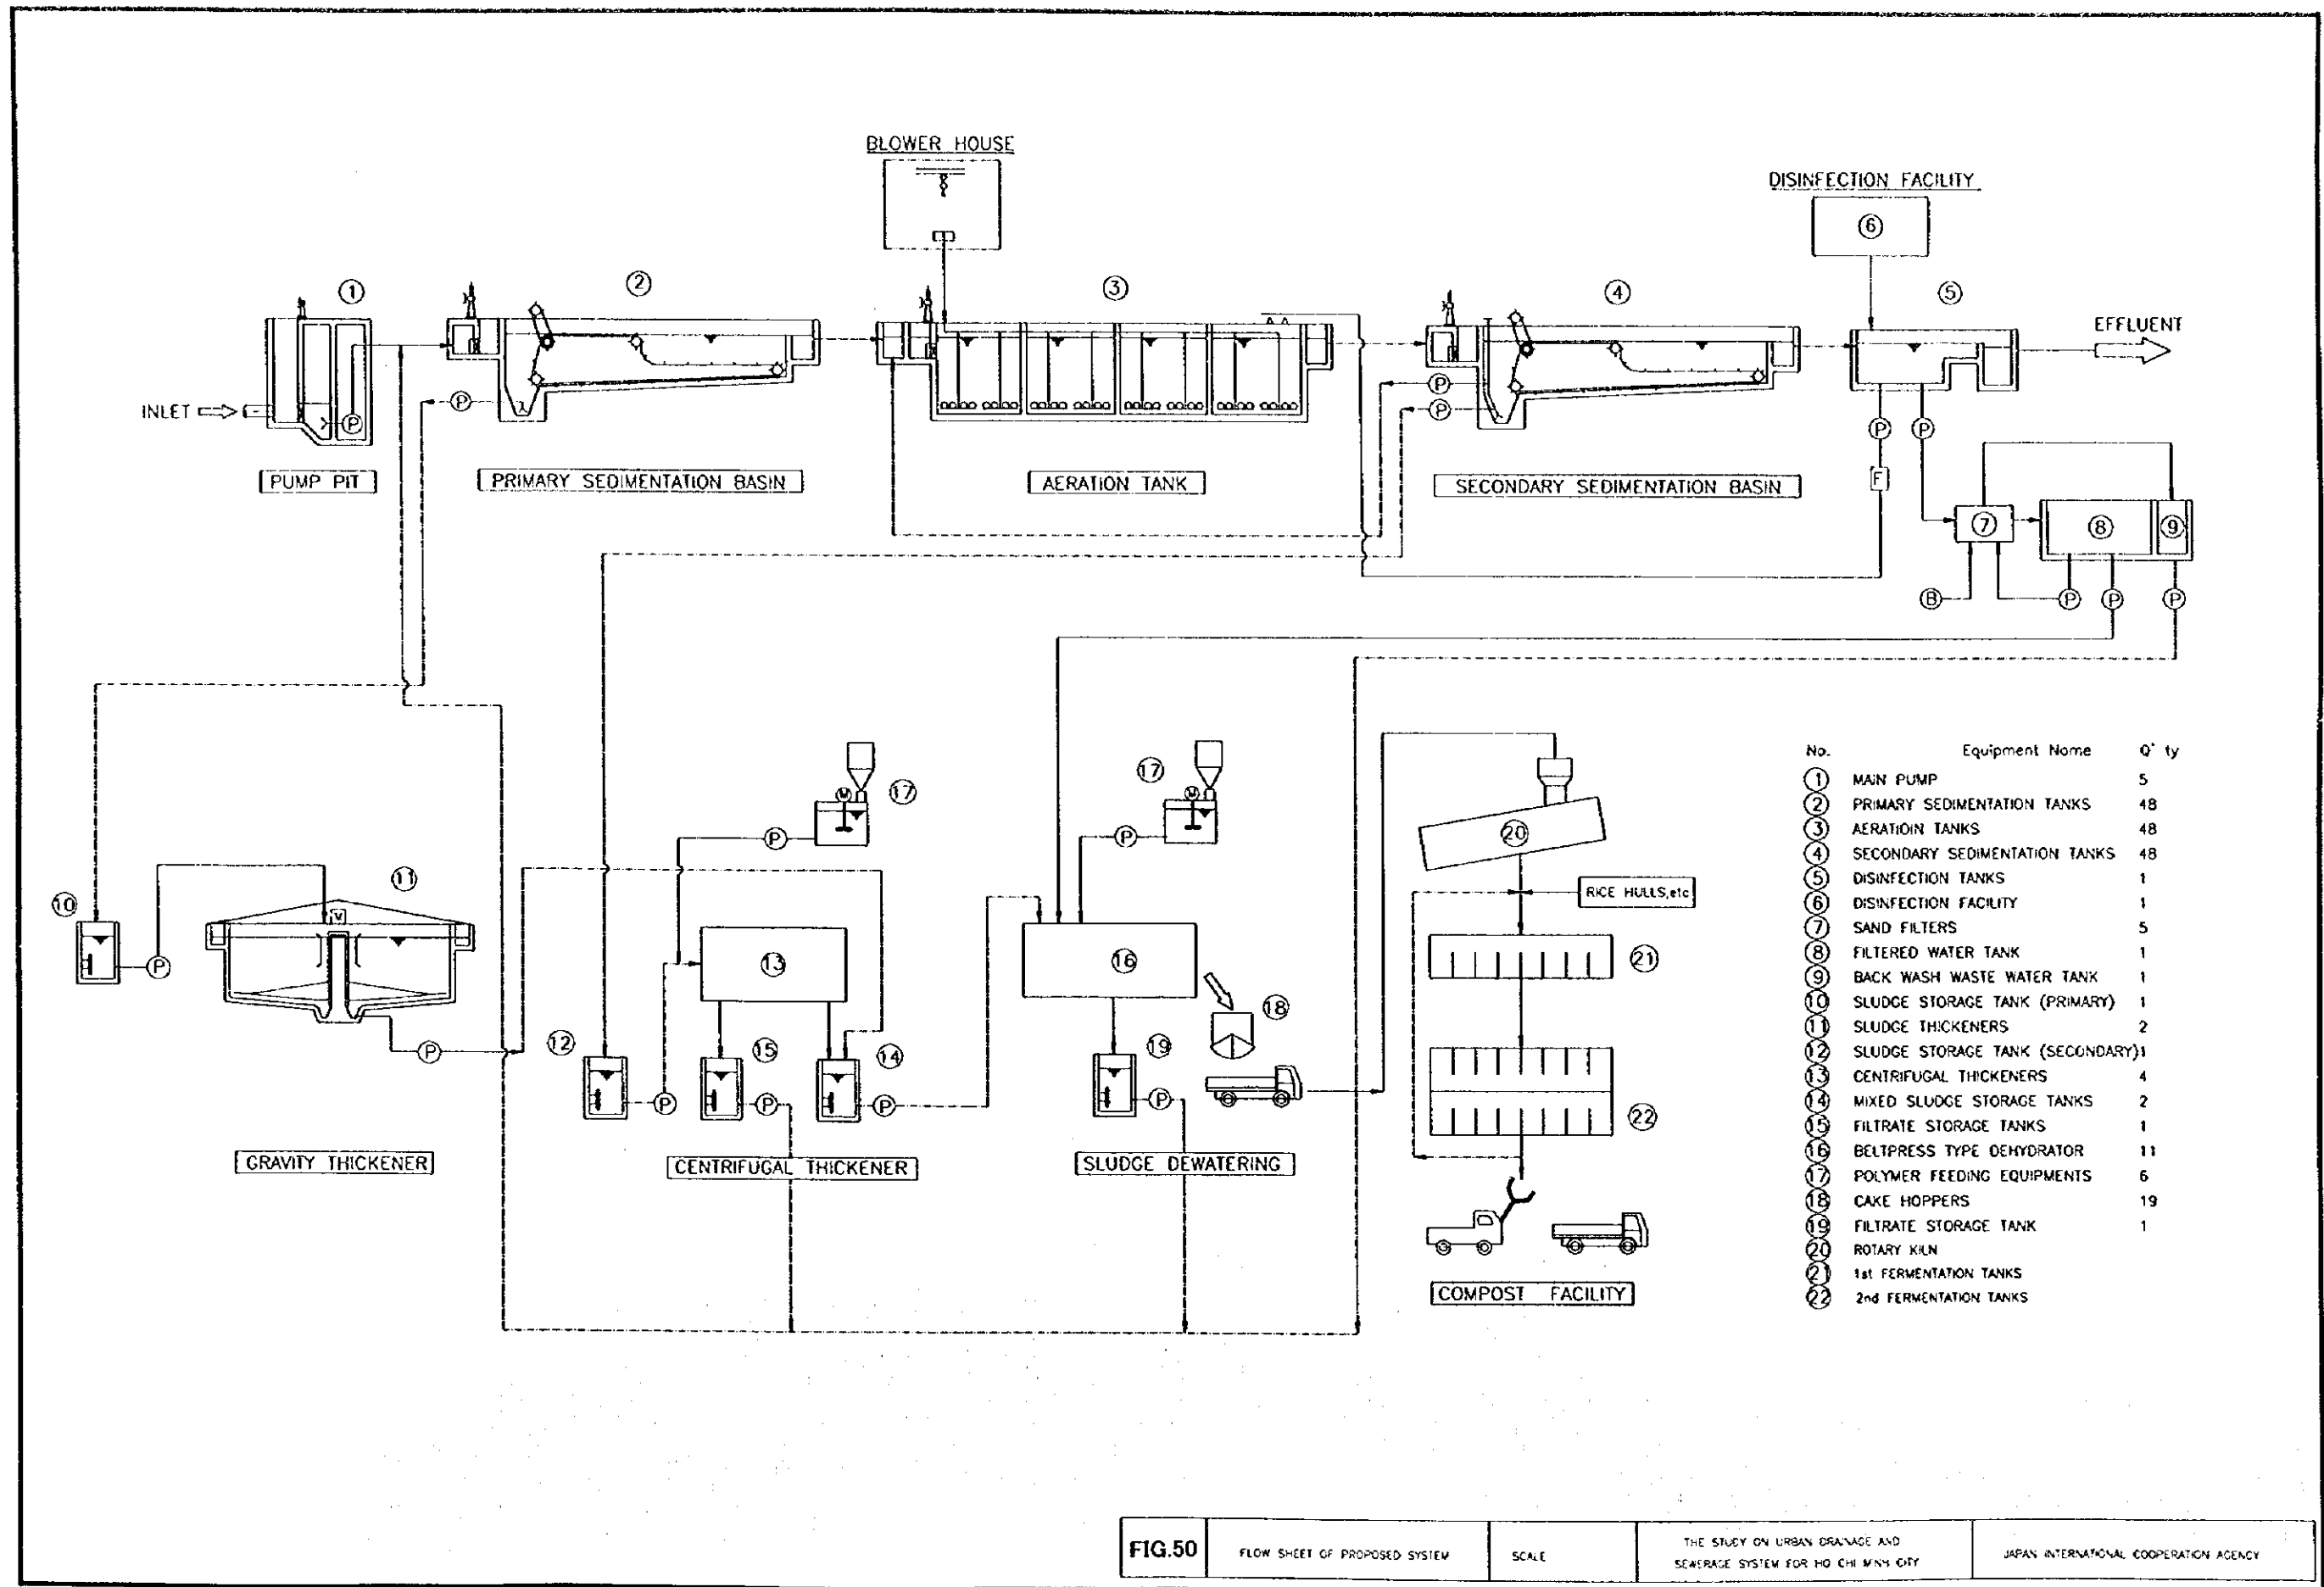 BLOWER HOUSE
DISINFECTION FACILITY
6
1
2
3
4
5
EFFLUENT
INLET
P
P
P
P
P
P
PUMP PIT
PRIMARY SEDIMENTATION BASIN
AERATION TANK
SECONDARY SEDIMENTATION BASIN
F
7
8
9
B
P
P
P
17
17
M
M
P
P
20
RICE HULLS,etc
10
11
M
P
P
13
16
18
21
12
15
14
19
P
P
P
P
22
GRAVITY THICKENER
CENTRIFUGAL THICKENER
SLUDGE DEWATERING
COMPOST FACILITY
No. Equipment Name Q'ty
1 MAIN PUMP 5
2 PRIMARY SEDIMENTATION TANKS 48
3 AERATIOIN TANKS 48
4 SECONDARY SEDIMENTATION TANKS 48
5 DISINFECTION TANKS 1
6 DISINFECTION FACILITY 1
7 SAND FILTERS 5
8 FILTERED WATER TANK 1
9 BACK WASH WASTE WATER TANK 1
10 SLUDGE STORAGE TANK (PRIMARY) 1
11 SLUDGE THICKENERS 2
12 SLUDGE STORAGE TANK (SECONDARY) 1
13 CENTRIFUGAL THICKENERS 4
14 MIXED SLUDGE STORAGE TANKS 2
15 FILTRATE STORAGE TANKS 1
16 BELTPRESS TYPE DEHYDRATOR 11
17 POLYMER FEEDING EQUIPMENTS 6
18 CAKE HOPPERS 19
19 FILTRATE STORAGE TANK 1
20 ROTARY KILN
21 1st FERMENTATION TANKS
22 2nd FERMENTATION TANKS
FIG.50
FLOW SHEET OF PROPOSED SYSTEM
SCALE
THE STUDY ON URBAN DRAINAGE AND
SEWERAGE SYSTEM FOR HO CHI MINH CITY
JAPAN INTERNATIONAL COOPERATION AGENCY